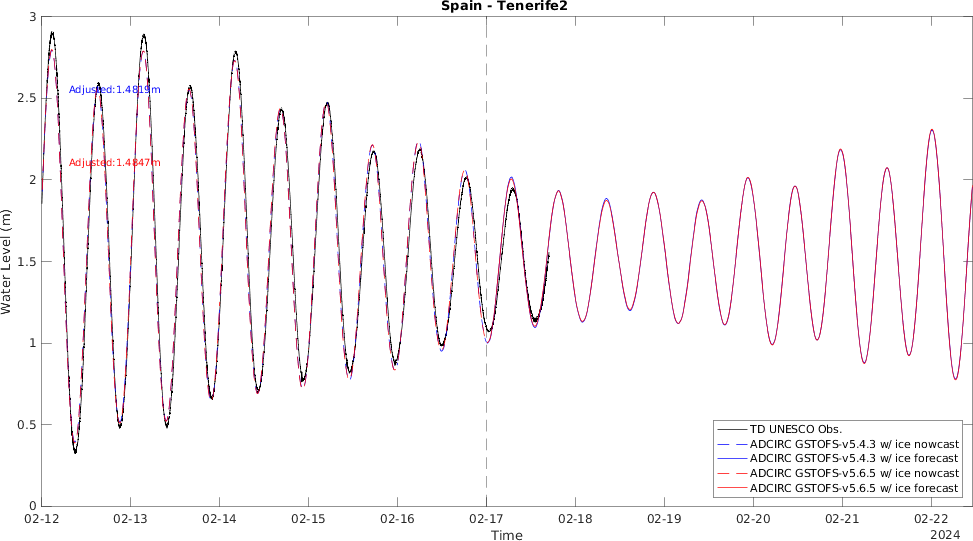 Spain - Tenerife2
3
2.5
2
1.5
1
0.5
0
Water Level (m)
Adjusted:1.4819m
Adjusted:1.4847m
TD UNESCO Obs.
ADCIRC GSTOFS-v5.4.3 w/ ice nowcast
ADCIRC GSTOFS-v5.4.3 w/ ice forecast
ADCIRC GSTOFS-v5.6.5 w/ ice nowcast
ADCIRC GSTOFS-v5.6.5 w/ ice forecast
02-12 02-13 02-14 02-15 02-16 02-17 02-18 02-19 02-20 02-21 02-22
Time
2024